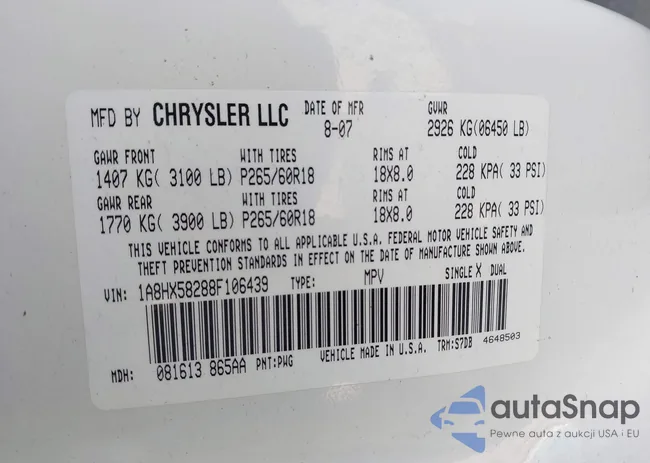 MFD BY CHRYSLER LLC DATE OF MFR 8-07 GVWR 2926 KG(06450 LB)
GAWR FRONT WITH TIRES RIMS AT COLD
1407 KG( 3100 LB) P265/60R18 18X8.0 228 KPA( 33 PSI)
GAWR REAR WITH TIRES RIMS AT COLD
1770 KG( 3900 LB) P265/60R18 18X8.0 228 KPA( 33 PSI)
THIS VEHICLE CONFORMS TO ALL APPLICABLE U.S.A. FEDERAL MOTOR VEHICLE SAFETY AND
THEFT PREVENTION STANDARDS IN EFFECT ON THE DATE OF MANUFACTURE SHOWN ABOVE.
VIN: 1A8HX58288F106439 TYPE: MPV SINGLE X DUAL
MDH: 081613 865AA PNT:PWG VEHICLE MADE IN U.S.A. TRM:S7DB 4648503
autaSnap
Pewne auta z aukcji USA i EU